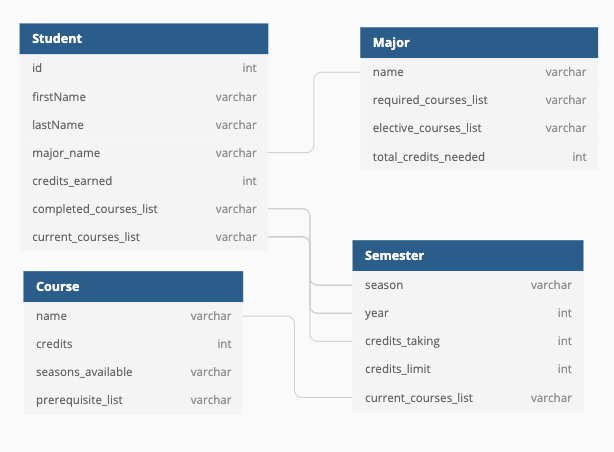 Student
id int
firstName varchar
lastName varchar
major_name varchar
credits_earned int
completed_courses_list varchar
current_courses_list varchar
Major
name varchar
required_courses_list varchar
elective_courses_list varchar
total_credits_needed int
Course
name varchar
credits int
seasons_available varchar
prerequisite_list varchar
Semester
season varchar
year int
credits_taking int
credits_limit int
current_courses_list varchar